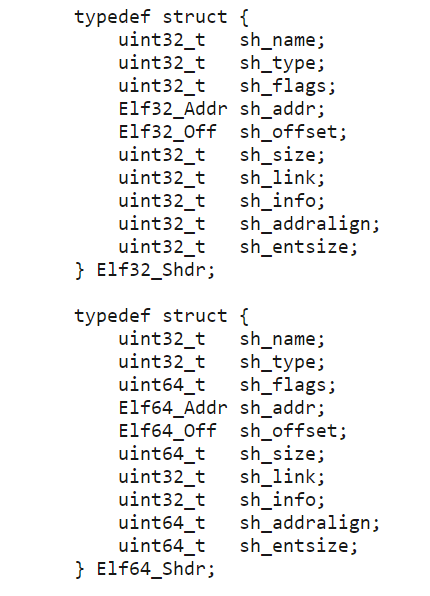 typedef struct {
    uint32_t   sh_name;
    uint32_t   sh_type;
    uint32_t   sh_flags;
    Elf32_Addr sh_addr;
    Elf32_Off  sh_offset;
    uint32_t   sh_size;
    uint32_t   sh_link;
    uint32_t   sh_info;
    uint32_t   sh_addralign;
    uint32_t   sh_entsize;
} Elf32_Shdr;

typedef struct {
    uint32_t   sh_name;
    uint32_t   sh_type;
    uint64_t   sh_flags;
    Elf64_Addr sh_addr;
    Elf64_Off  sh_offset;
    uint64_t   sh_size;
    uint32_t   sh_link;
    uint32_t   sh_info;
    uint64_t   sh_addralign;
    uint64_t   sh_entsize;
} Elf64_Shdr;